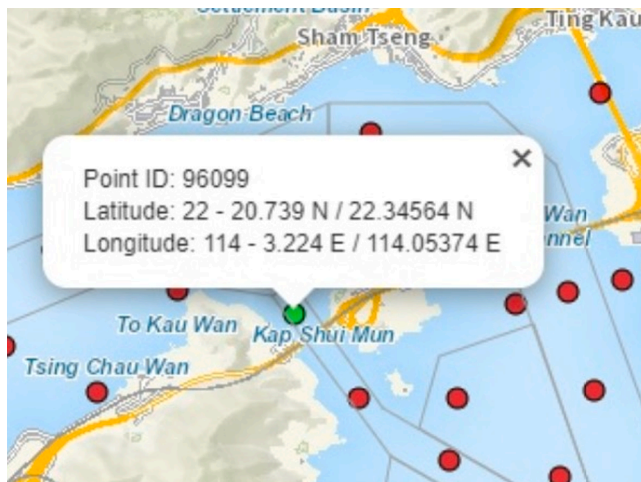 Settlement Basin
Ting Kau
Sham Tseng
Dragon Beach
×
Point ID: 96099
Latitude: 22 - 20.739 N / 22.34564 N
Longitude: 114 - 3.224 E / 114.05374 E
Wan
nnel
To Kau Wan
Kap Shui Mun
Tsing Chau Wan